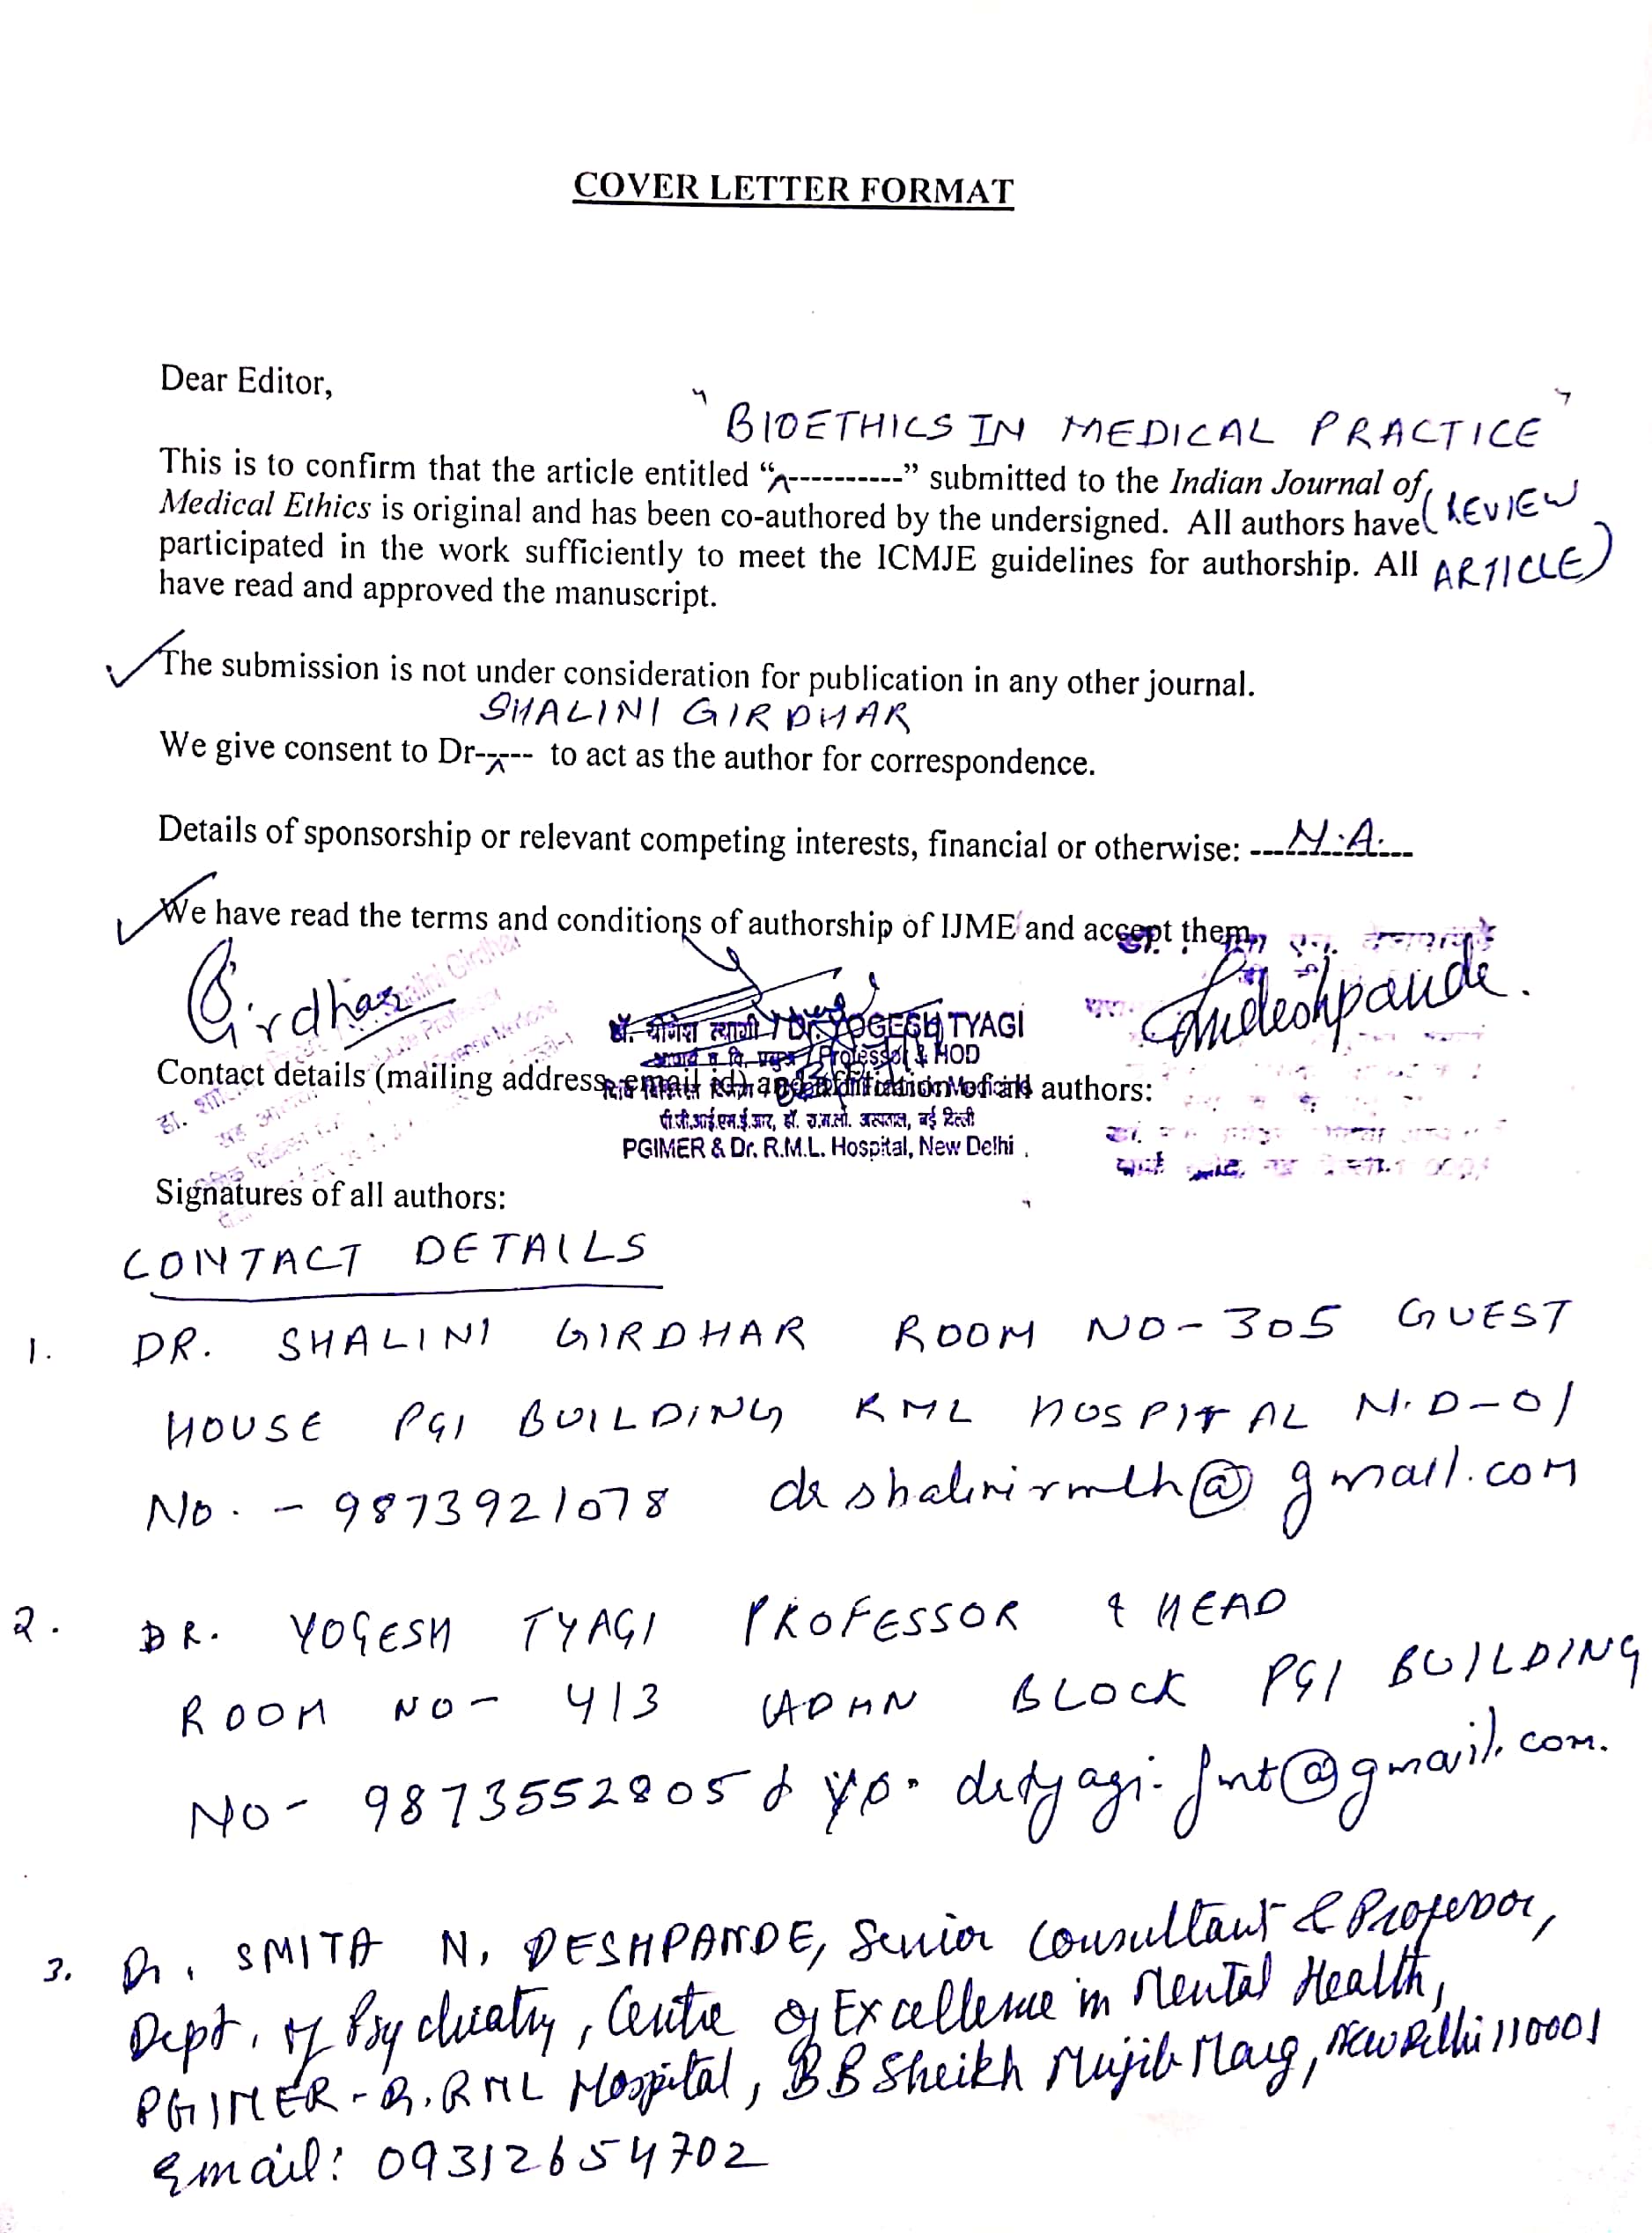 COVER LETTER FORMAT
Dear Editor,
"BIOETHICS IN MEDICAL PRACTICE"
This is to confirm that the article entitled “----------” submitted to the Indian Journal of (REVIEW
Medical Ethics is original and has been co-authored by the undersigned. All authors have
participated in the work sufficiently to meet the ICMJE guidelines for authorship. All ARTICLE)
have read and approved the manuscript.
The submission is not under consideration for publication in any other journal.
SHALINI GIRDHAR
We give consent to Dr----- to act as the author for correspondence.
Details of sponsorship or relevant competing interests, financial or otherwise: ---N.A.---
We have read the terms and conditions of authorship of IJME and accept them.
Girdhar
Sndeshpande.
डॉ. योगेश त्यागी / Dr. YOGESH TYAGI
Professor & HOD
Contact details (mailing address, email id) and affiliation of all authors:
पी.जी.आई.एम.ई.आर, डॉ. रा.म.लो. अस्पताल, नई दिल्ली
PGIMER & Dr. R.M.L. Hospital, New Delhi
Signatures of all authors:
CONTACT DETAILS
1. DR. SHALINI GIRDHAR ROOM NO-305 GUEST
HOUSE PGI BUILDING RML HOSPITAL N.D-01
NO. - 9873921078 drshalinirmlh@gmail.com
2. DR. YOGESH TYAGI PROFESSOR & HEAD
ROOM NO- 413 ADMN BLOCK PGI BUILDING
NO- 9873552805
3. Dr. SMITA N. DESHPANDE, Senior Consultant & Professor,
Dept. of Psychiatry, Centre of Excellence in Mental Health,
PGIMER - Dr. RML Hospital, BB Sheikh Mujib Marg, New Delhi 110001
Email: 09312654702